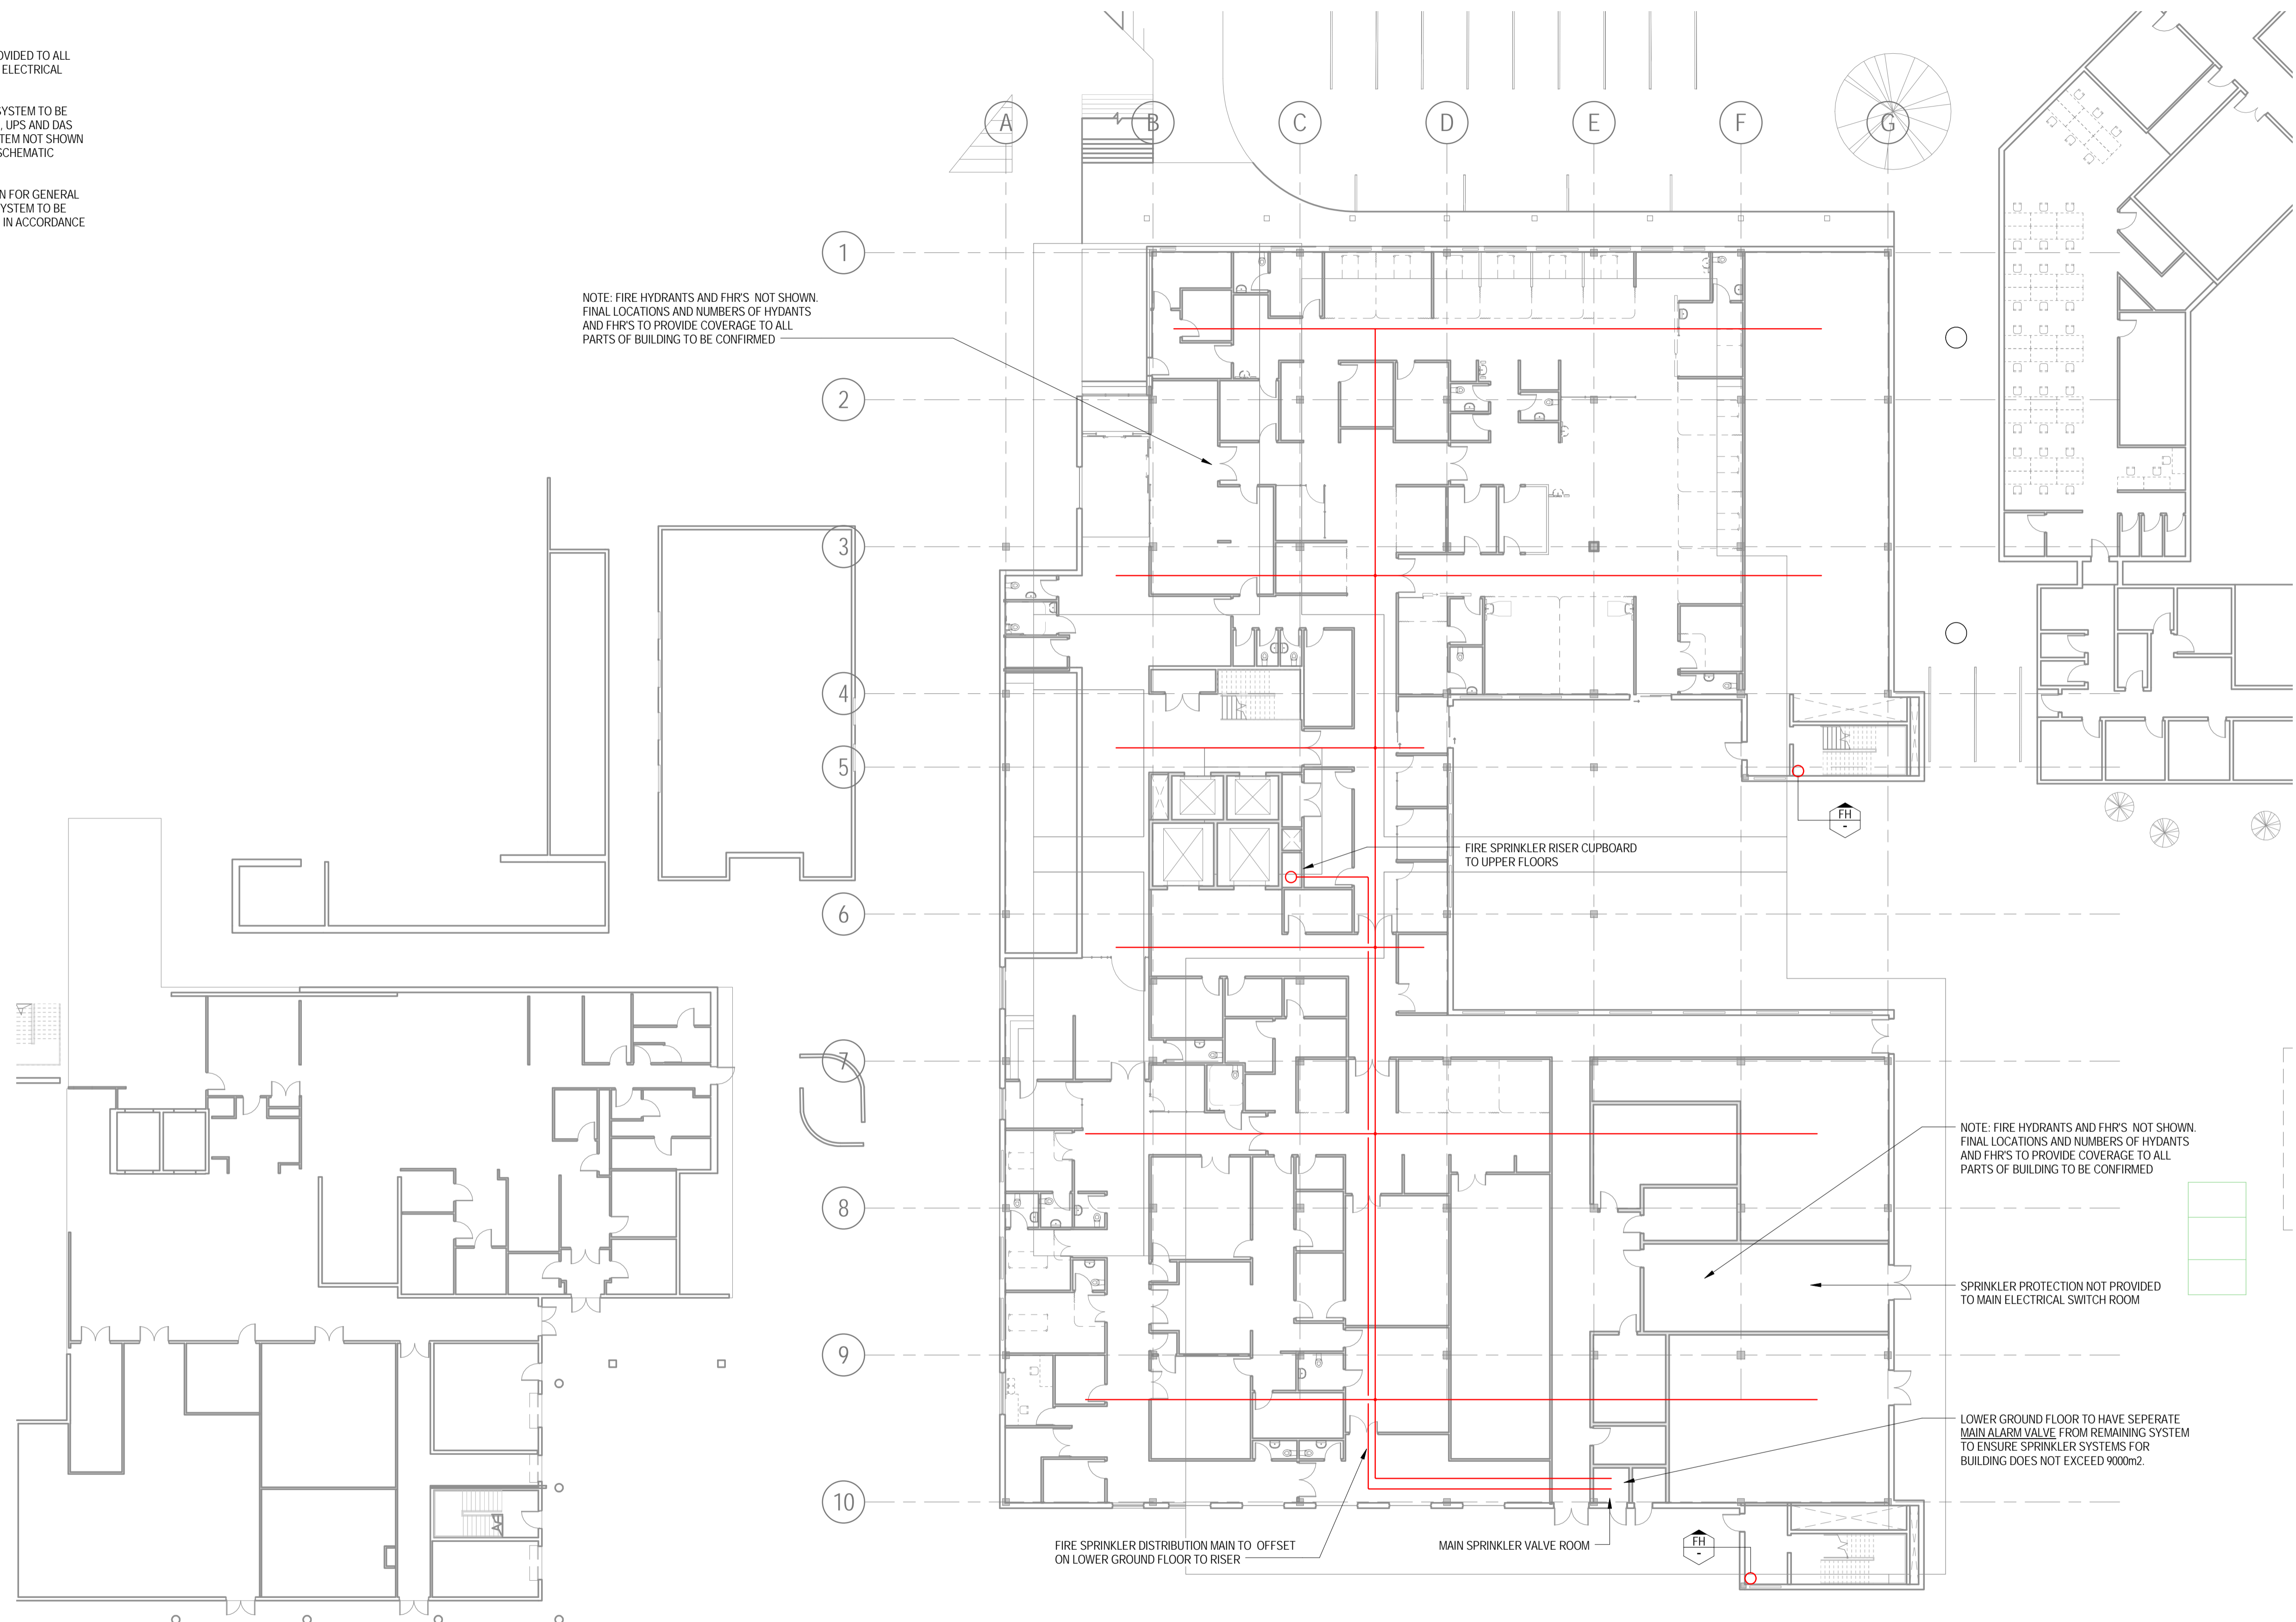 OVIDED TO ALL
ELECTRICAL
SYSTEM TO BE
, UPS AND DAS
TEM NOT SHOWN
SCHEMATIC
N FOR GENERAL
YSTEM TO BE
IN ACCORDANCE
A
B
C
D
E
F
G
1
NOTE: FIRE HYDRANTS AND FHR'S NOT SHOWN.
FINAL LOCATIONS AND NUMBERS OF HYDANTS
AND FHR'S TO PROVIDE COVERAGE TO ALL
PARTS OF BUILDING TO BE CONFIRMED
2
3
4
5
FH
-
FIRE SPRINKLER RISER CUPBOARD
TO UPPER FLOORS
6
7
NOTE: FIRE HYDRANTS AND FHR'S NOT SHOWN.
FINAL LOCATIONS AND NUMBERS OF HYDANTS
AND FHR'S TO PROVIDE COVERAGE TO ALL
PARTS OF BUILDING TO BE CONFIRMED
8
SPRINKLER PROTECTION NOT PROVIDED
TO MAIN ELECTRICAL SWITCH ROOM
9
LOWER GROUND FLOOR TO HAVE SEPERATE
MAIN ALARM VALVE FROM REMAINING SYSTEM
TO ENSURE SPRINKLER SYSTEMS FOR
BUILDING DOES NOT EXCEED 9000m2.
10
FIRE SPRINKLER DISTRIBUTION MAIN TO OFFSET
ON LOWER GROUND FLOOR TO RISER
MAIN SPRINKLER VALVE ROOM
FH
-